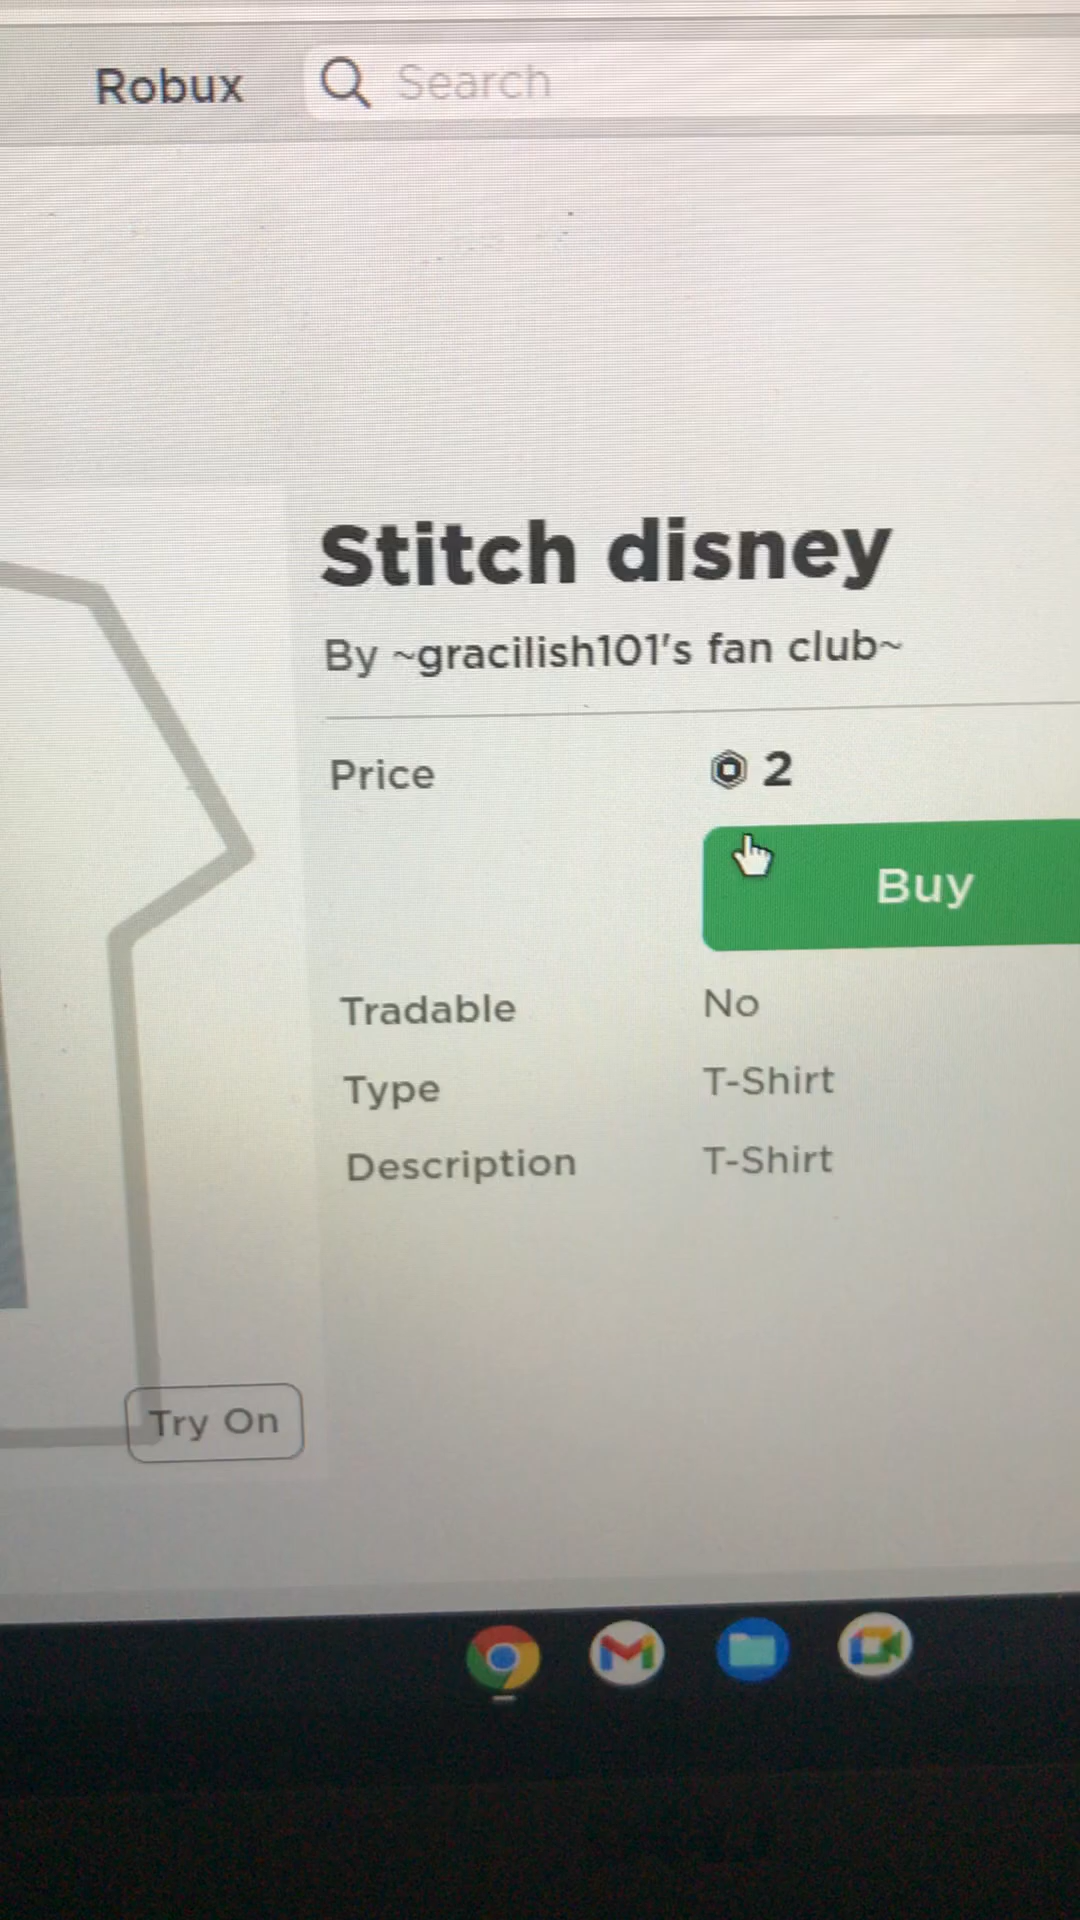 Robux Search
Stitch disney
By ~gracilish101's fan club~
Price 2
Buy
Tradable No
Type T-Shirt
Description T-Shirt
Try On